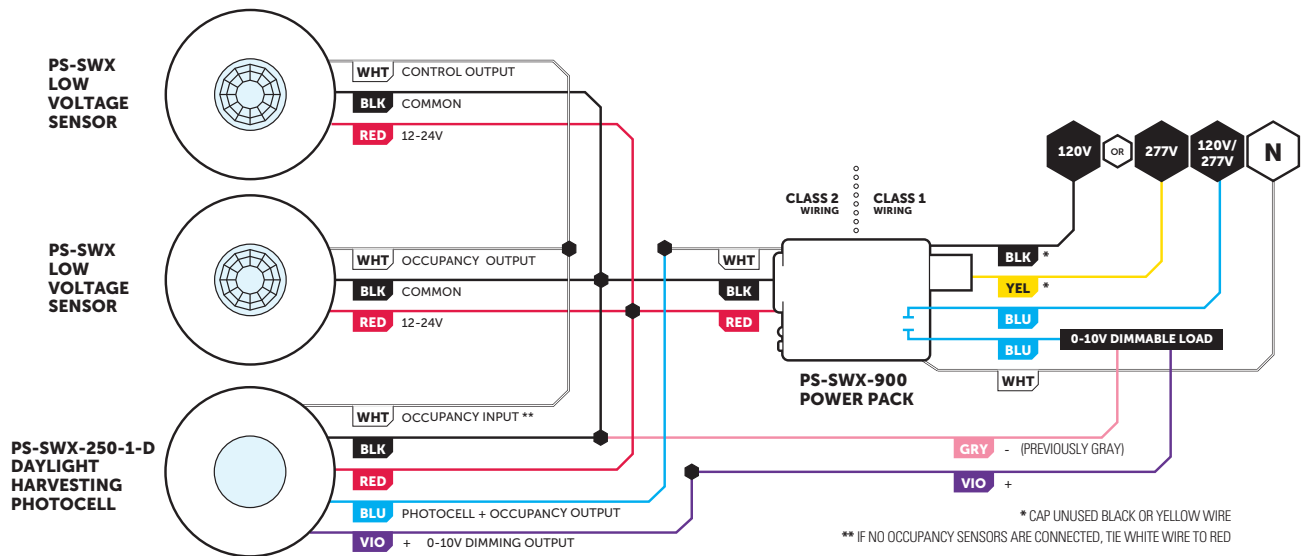 PS-SWX
LOW
VOLTAGE
SENSOR
WHT CONTROL OUTPUT
BLK COMMON
RED 12-24V
PS-SWX
LOW
VOLTAGE
SENSOR
WHT OCCUPANCY OUTPUT
BLK COMMON
RED 12-24V
PS-SWX-250-1-D
DAYLIGHT
HARVESTING
PHOTOCELL
WHT OCCUPANCY INPUT **
BLK
RED
BLU PHOTOCELL + OCCUPANCY OUTPUT
VIO + 0-10V DIMMING OUTPUT
WHT
BLK
RED
CLASS 2
WIRING
CLASS 1
WIRING
PS-SWX-900
POWER PACK
120V OR 277V 120V/
277V N
BLK *
YEL *
BLU
BLU
0-10V DIMMABLE LOAD
WHT
GRY - (PREVIOUSLY GRAY)
VIO +
* CAP UNUSED BLACK OR YELLOW WIRE
** IF NO OCCUPANCY SENSORS ARE CONNECTED, TIE WHITE WIRE TO RED